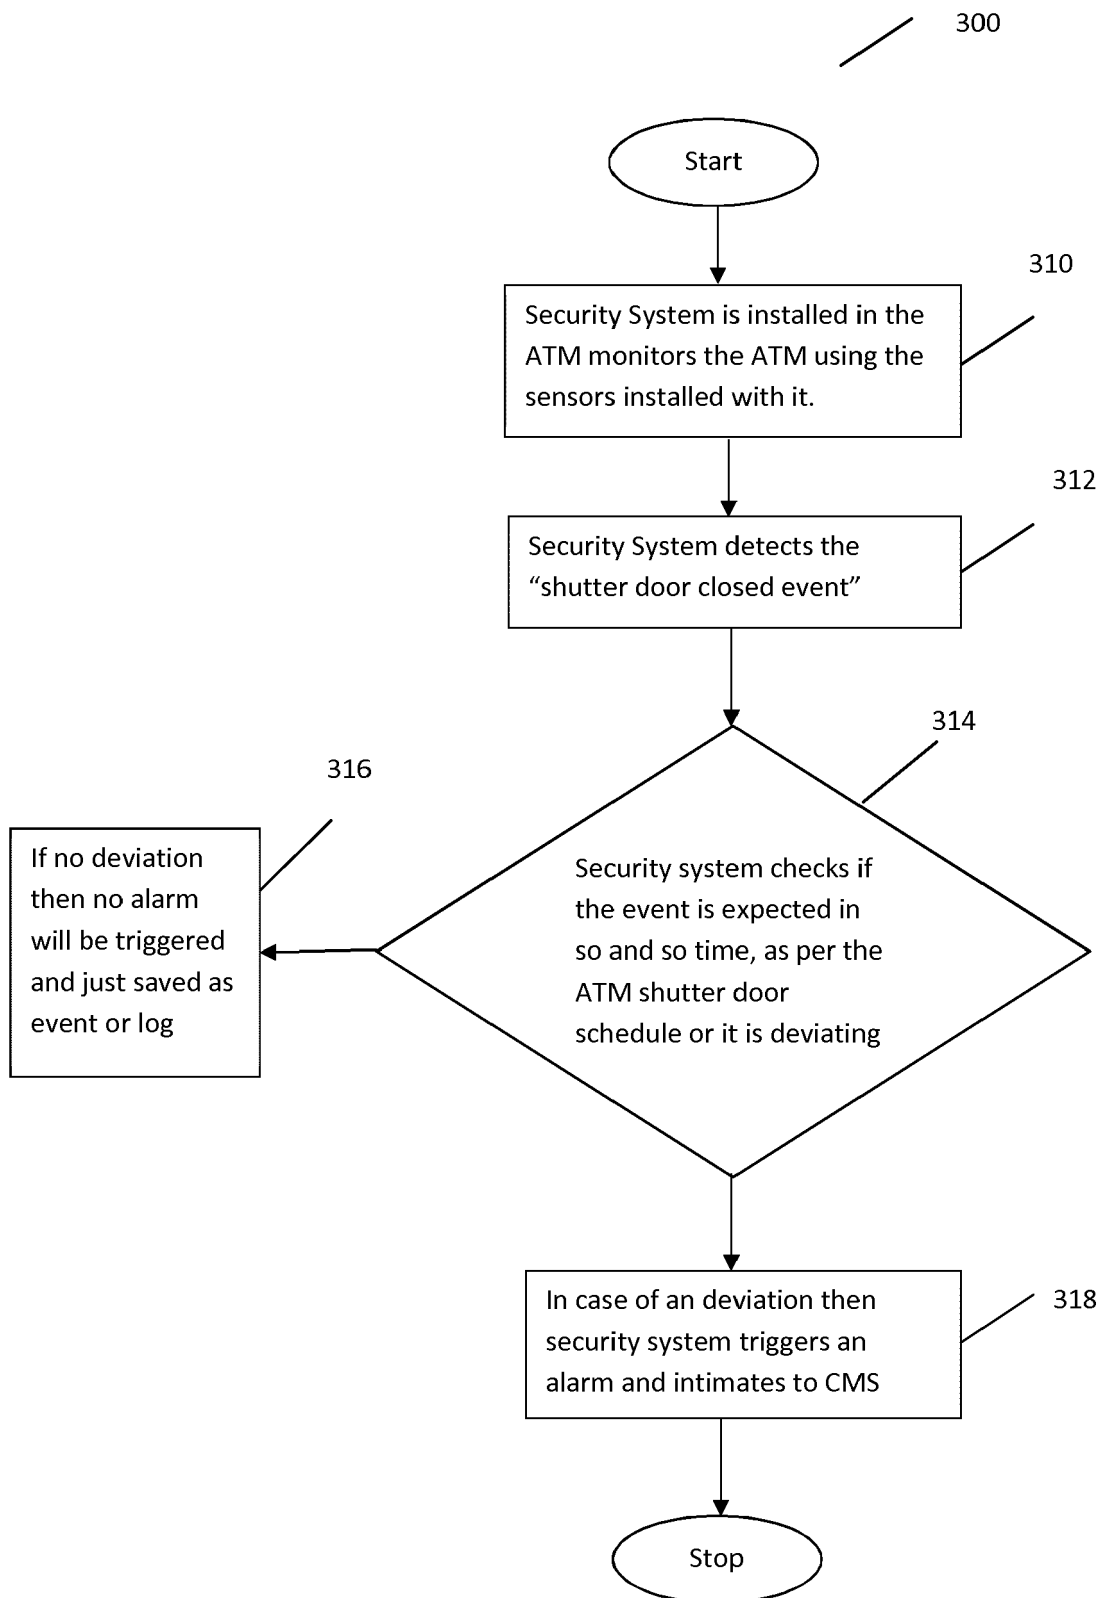 300
Start
310
Security System is installed in the
ATM monitors the ATM using the
sensors installed with it.
312
Security System detects the
“shutter door closed event”
314
316
If no deviation
then no alarm
will be triggered
and just saved as
event or log
Security system checks if
the event is expected in
so and so time, as per the
ATM shutter door
schedule or it is deviating
In case of an deviation then
security system triggers an
alarm and intimates to CMS
318
Stop